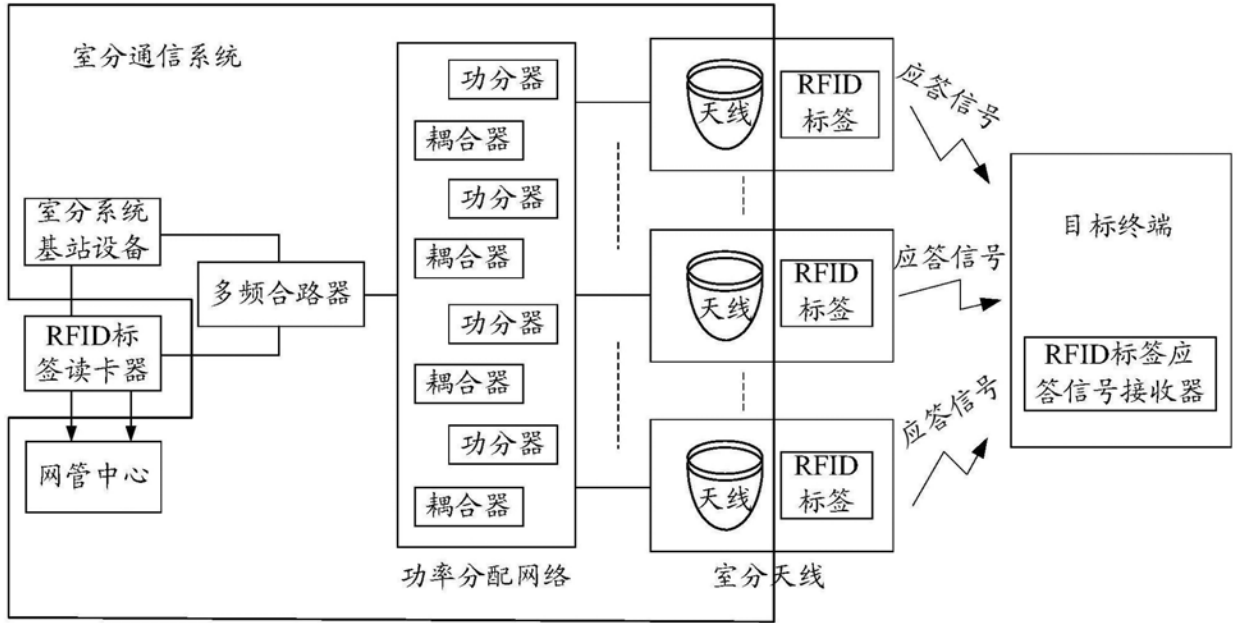 室分通信系统
室分系统
基站设备
RFID标
签读卡器
网管中心
多频合路器
功分器
耦合器
功分器
耦合器
功分器
耦合器
功分器
耦合器
功率分配网络
天线
RFID
标签
天线
RFID
标签
天线
RFID
标签
室分天线
应答信号
应答信号
应答信号
目标终端
RFID标签应
答信号接收器